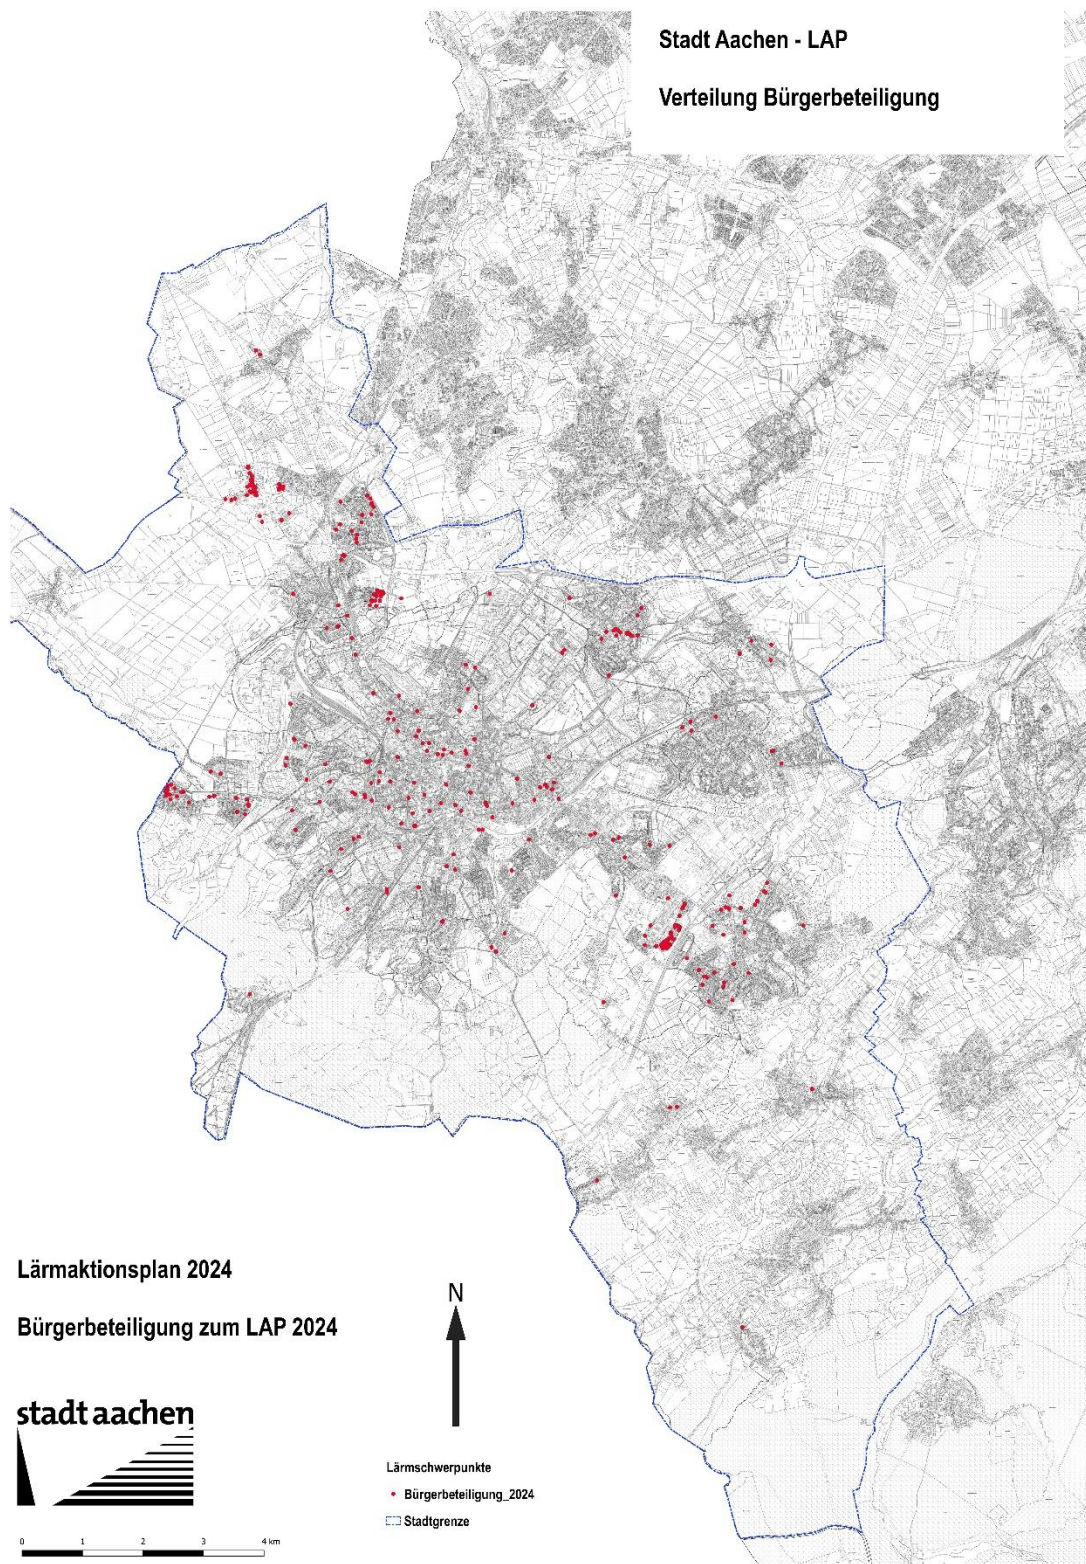 Stadt Aachen - LAP
Verteilung Bürgerbeteiligung
Lärmaktionsplan 2024
Bürgerbeteiligung zum LAP 2024
stadt aachen
N
Lärmschwerpunkte
Bürgerbeteiligung_2024
Stadtgrenze
0 1 2 3 4 km